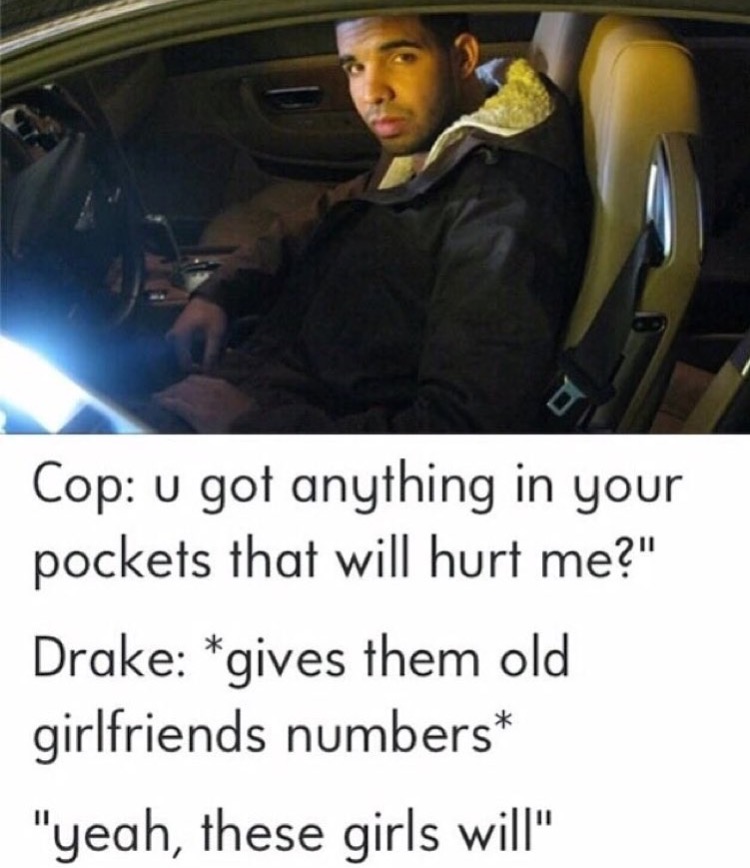 Cop: u got anything in your
pockets that will hurt me?"
Drake: *gives them old
girlfriends numbers*
"yeah, these girls will"